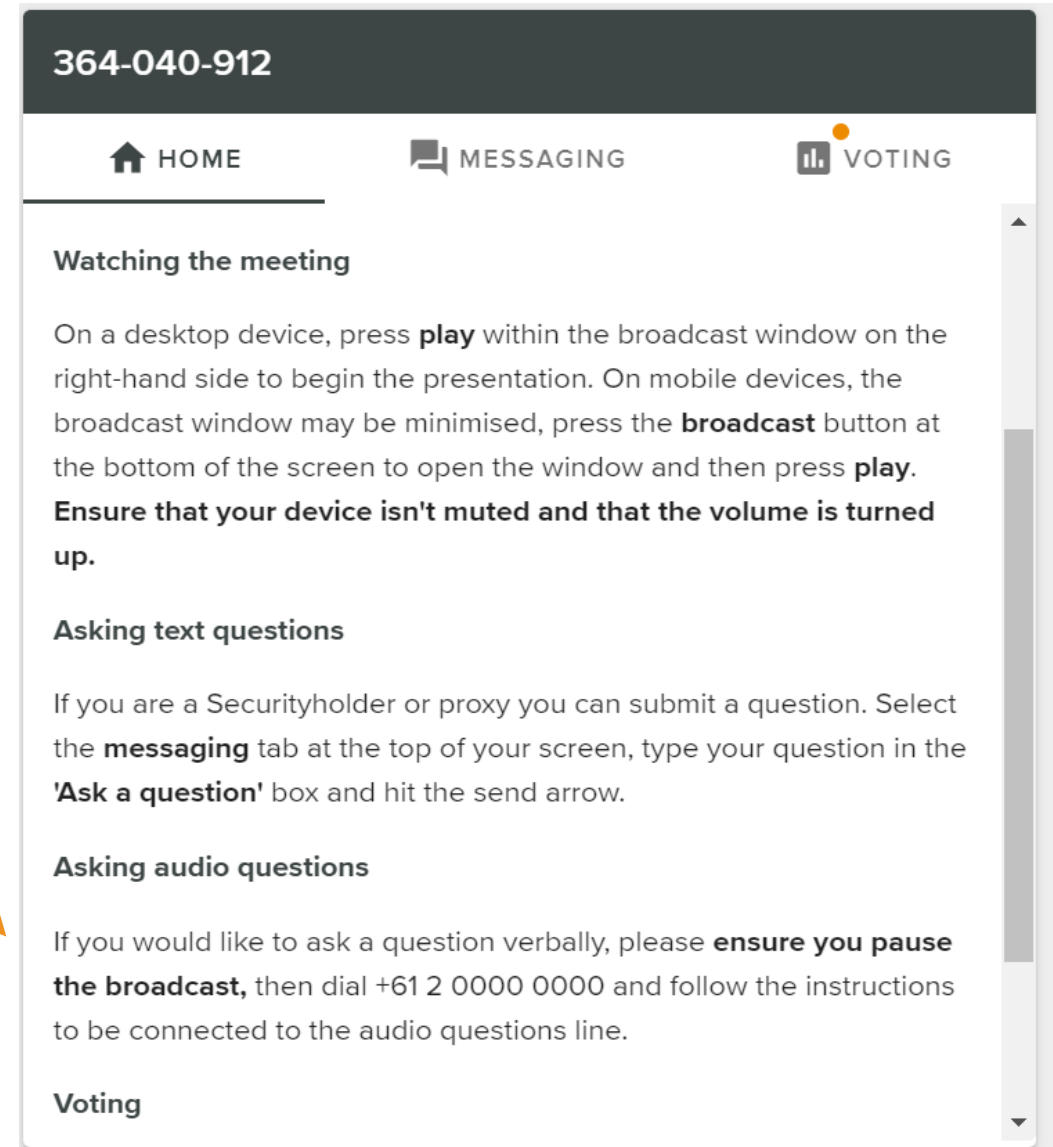 364-040-912
HOME MESSAGING VOTING
Watching the meeting
On a desktop device, press play within the broadcast window on the
right-hand side to begin the presentation. On mobile devices, the
broadcast window may be minimised, press the broadcast button at
the bottom of the screen to open the window and then press play.
Ensure that your device isn't muted and that the volume is turned
up.
Asking text questions
If you are a Securityholder or proxy you can submit a question. Select
the messaging tab at the top of your screen, type your question in the
'Ask a question' box and hit the send arrow.
Asking audio questions
If you would like to ask a question verbally, please ensure you pause
the broadcast, then dial +61 2 0000 0000 and follow the instructions
to be connected to the audio questions line.
Voting